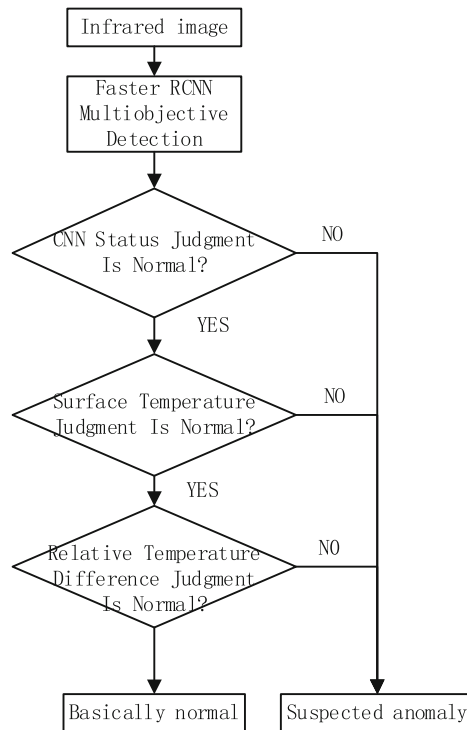 Infrared image
Faster RCNN
Multiobjective
Detection
CNN Status Judgment
Is Normal?
NO
YES
Surface Temperature
Judgment Is Normal?
NO
YES
Relative Temperature
Difference Judgment
Is Normal?
NO
Basically normal
Suspected anomaly